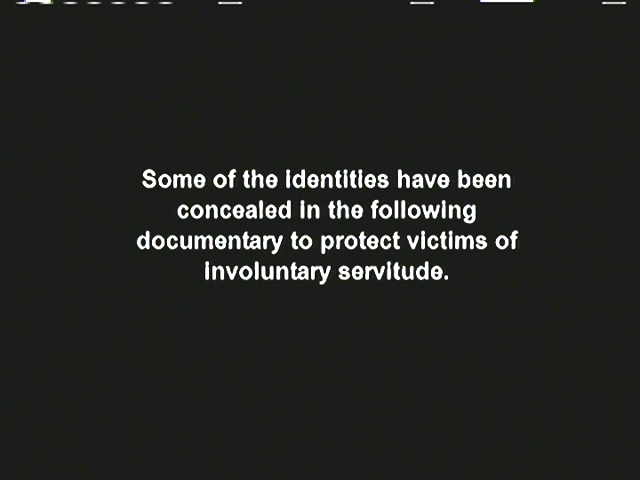 Some of the identities have been
concealed in the following
documentary to protect victims of
involuntary servitude.